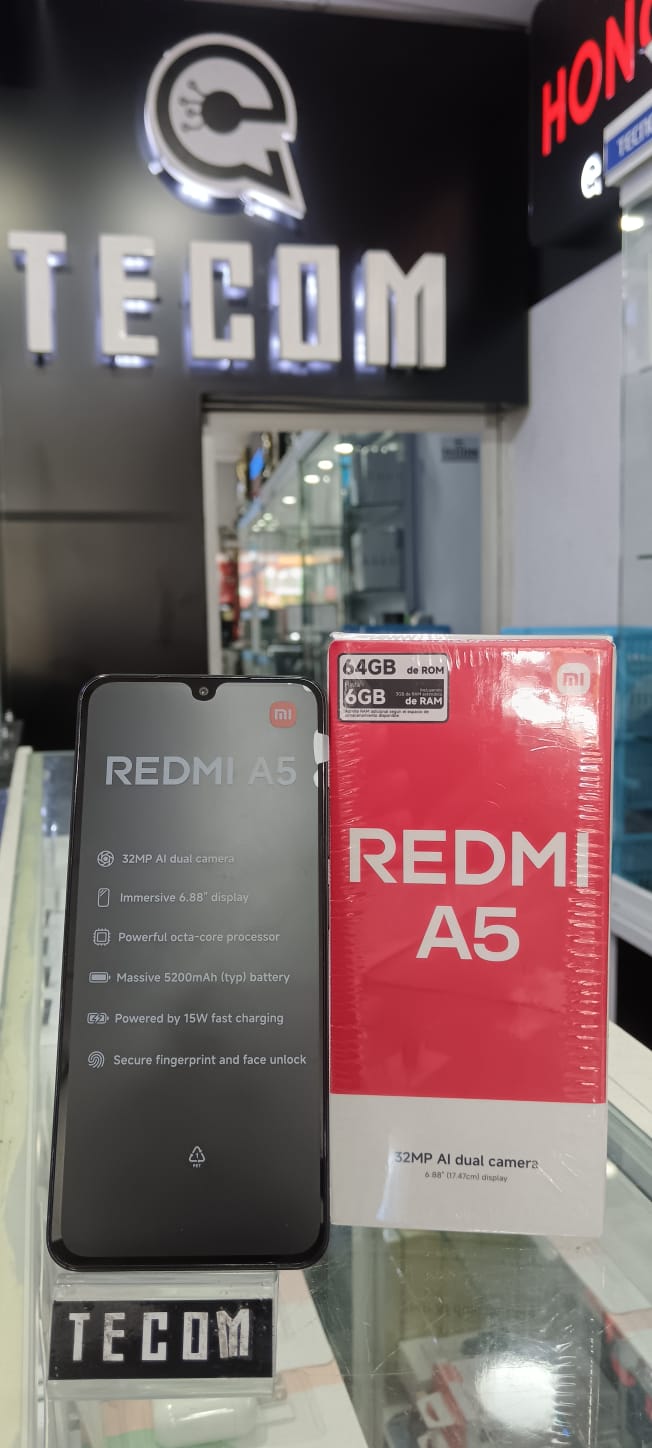 TECOM
HON
TECNO
REDMI A5
32MP AI dual camera
Immersive 6.88" display
Powerful octa-core processor
Massive 5200mAh (typ) battery
Powered by 15W fast charging
Secure fingerprint and face unlock
PET
64GB de ROM
6GB de RAM
REDMI
A5
32MP AI dual camera
6.88" (17.47cm) display
TECOM